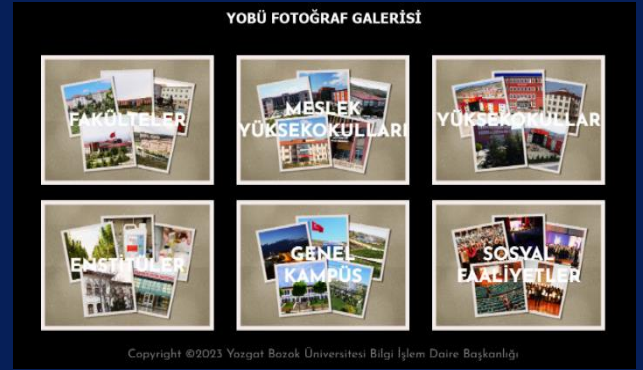 YOBÜ FOTOĞRAF GALERİSİ
FAKÜLTELER
MESLEK
YÜKSEKOKULLARI
YÜKSEKOKULLAR
ENSTİTÜLER
GENEL
KAMPÜS
SOSYAL
FAALİYETLER
Copyright ©2023 Yozgat Bozok Üniversitesi Bilgi İşlem Daire Başkanlığı